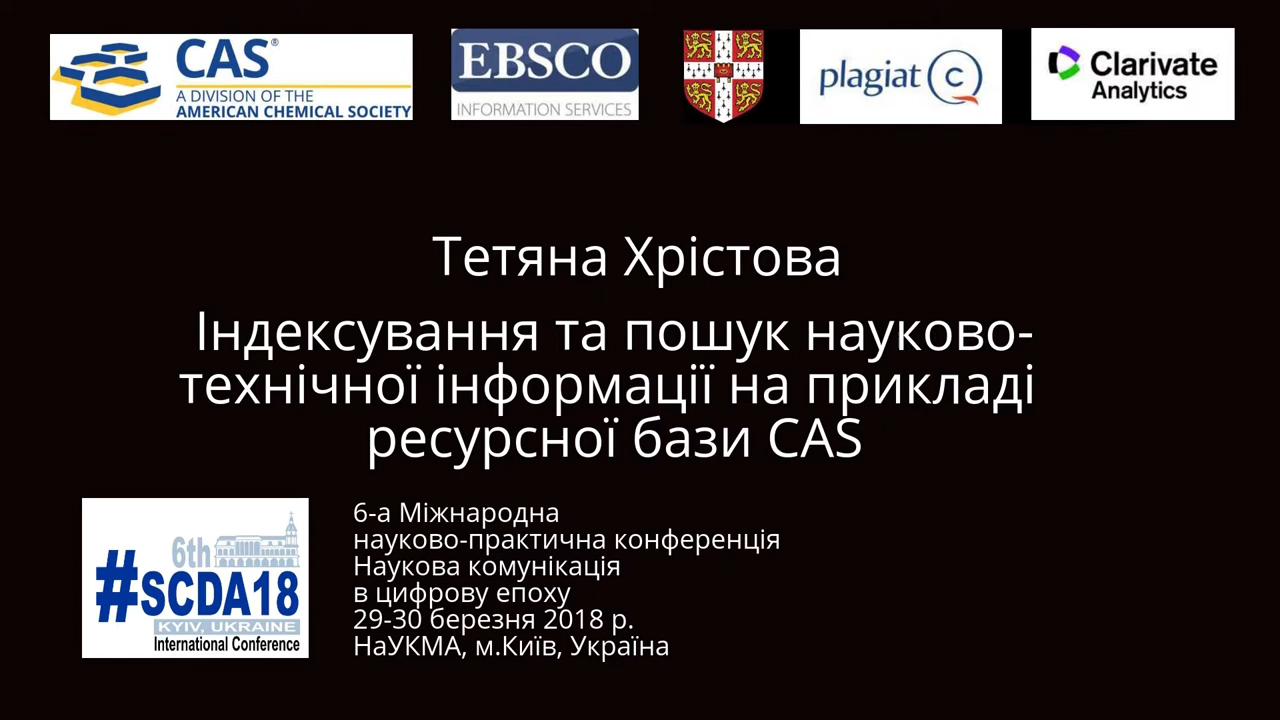 CAS®
A DIVISION OF THE
AMERICAN CHEMICAL SOCIETY
EBSCO
INFORMATION SERVICES
plagiat c
Clarivate
Analytics
Тетяна Хрістова
Індексування та пошук науково-
технічної інформації на прикладі
ресурсної бази CAS
6th
#SCDA18
KYIV, UKRAINE
International Conference
6-а Міжнародна
науково-практична конференція
Наукова комунікація
в цифрову епоху
29-30 березня 2018 р.
НаУКМА, м.Київ, Україна